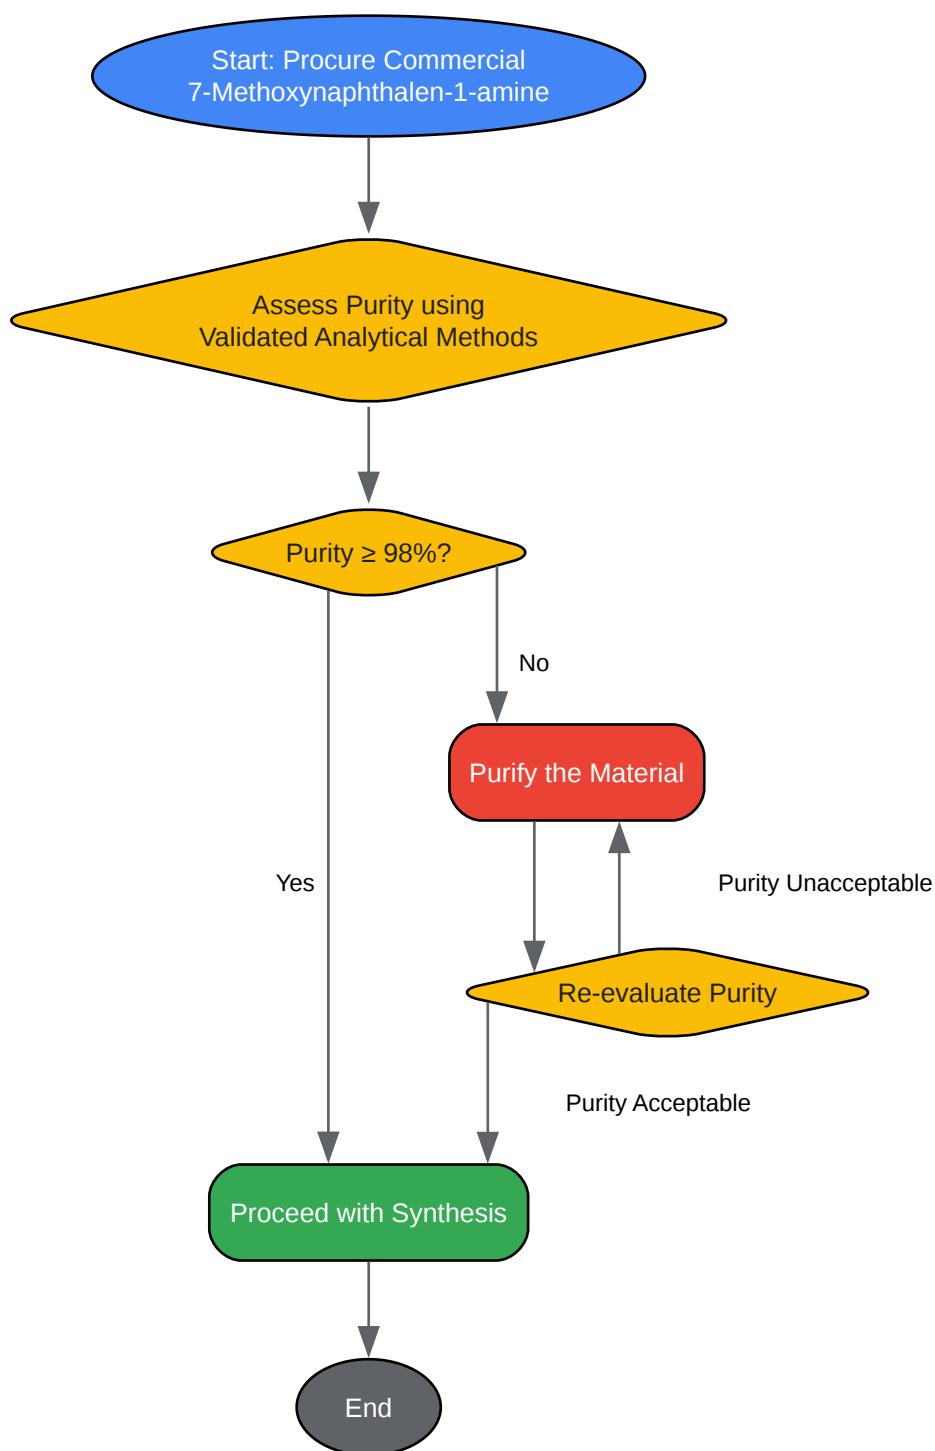 Start: Procure Commercial
7-Methoxynaphthalen-1-amine
Assess Purity using
Validated Analytical Methods
Purity ≥ 98%?
No
Purify the Material
Yes
Purity Unacceptable
Re-evaluate Purity
Purity Acceptable
Proceed with Synthesis
End